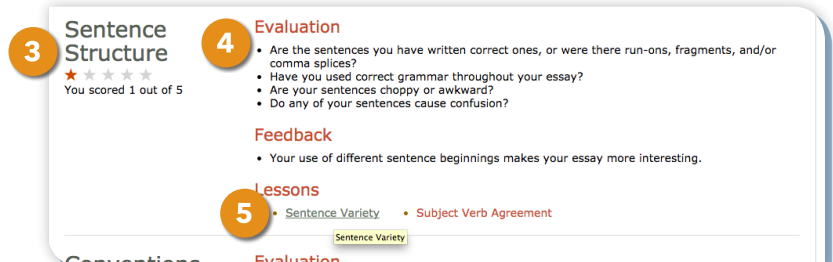 3
Sentence
Structure
You scored 1 out of 5
4
Evaluation
• Are the sentences you have written correct ones, or were there run-ons, fragments, and/or
comma splices?
• Have you used correct grammar throughout your essay?
• Are your sentences choppy or awkward?
• Do any of your sentences cause confusion?
Feedback
• Your use of different sentence beginnings makes your essay more interesting.
Lessons
5
• Sentence Variety • Subject Verb Agreement
Sentence Variety
Conventions
Evaluation